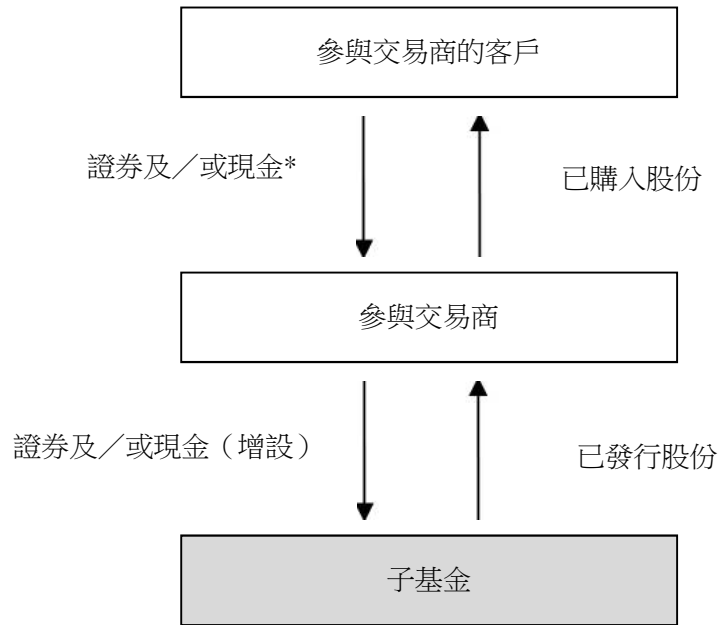 參與交易商的客戶
證券及／或現金*
已購入股份
參與交易商
證券及／或現金（增設）
已發行股份
子基金